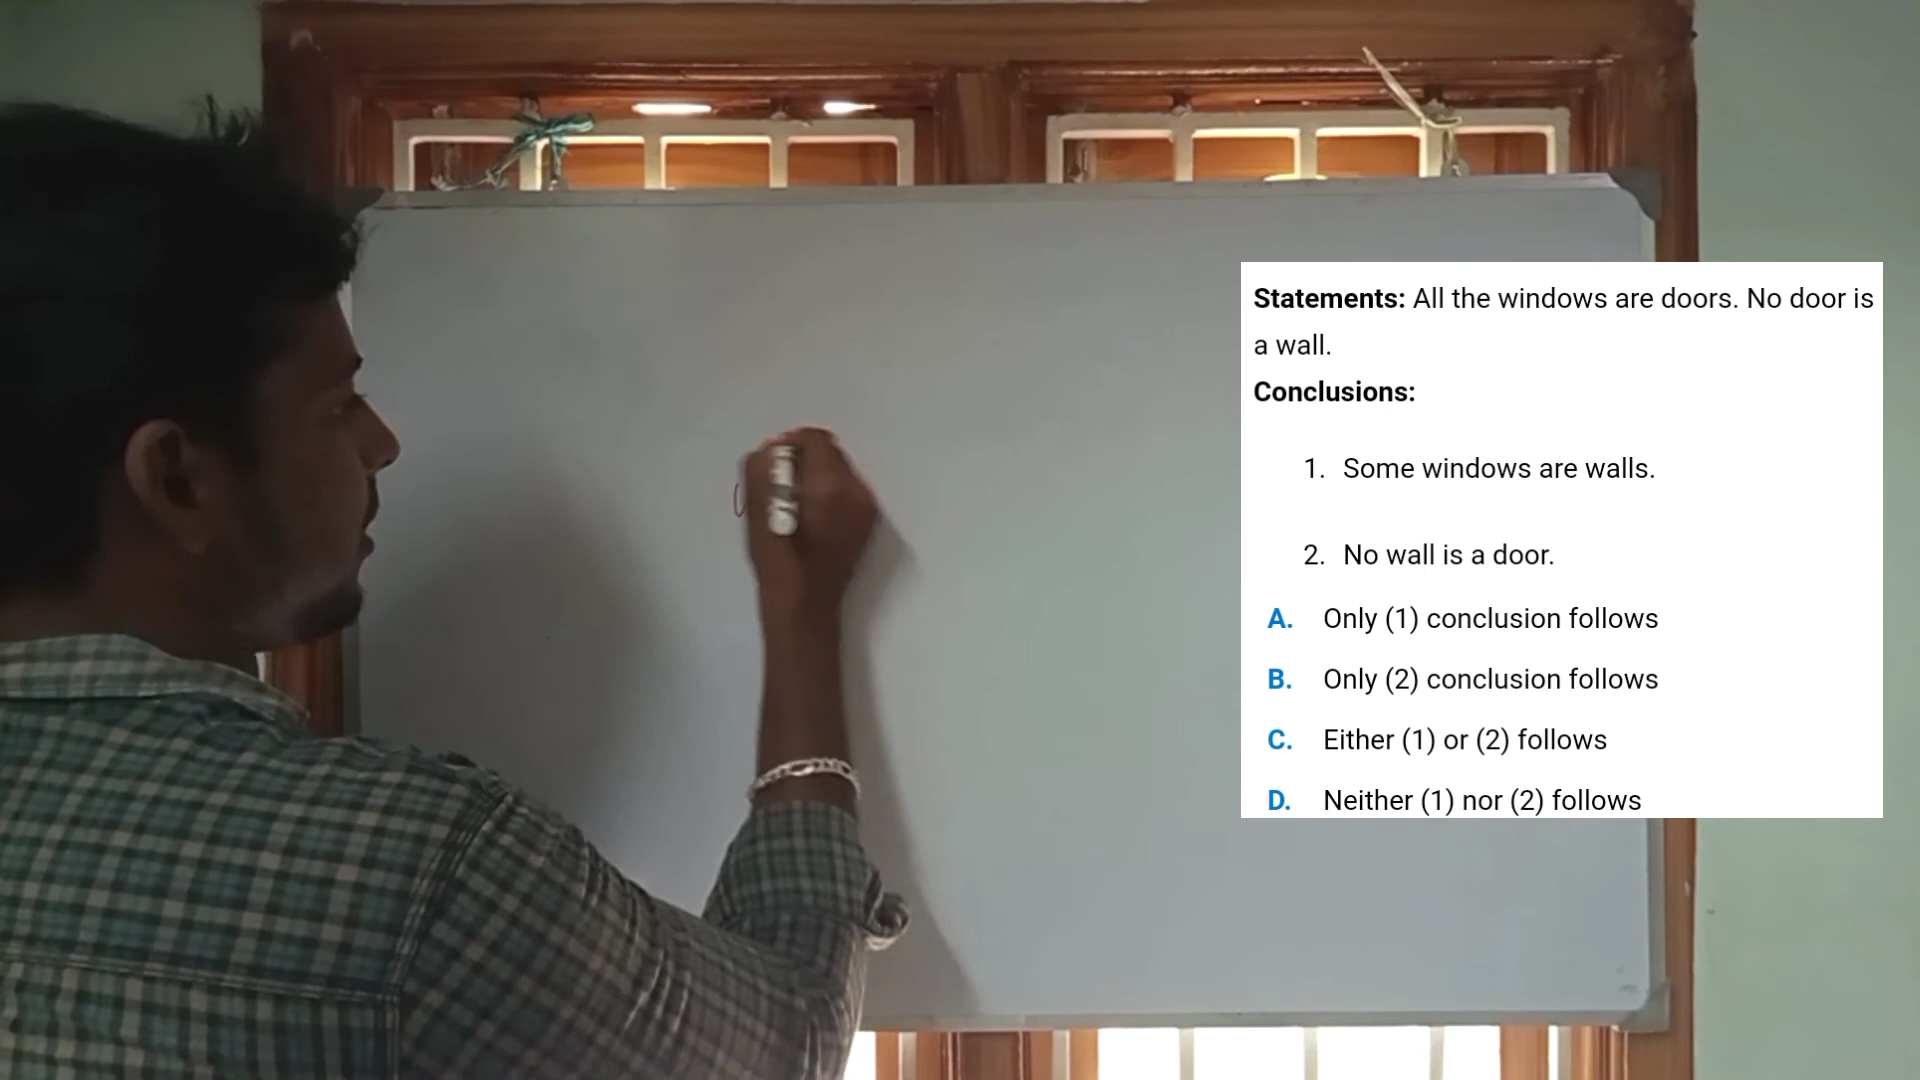 Statements: All the windows are doors. No door is
a wall.
Conclusions:
1. Some windows are walls.
2. No wall is a door.
A. Only (1) conclusion follows
B. Only (2) conclusion follows
C. Either (1) or (2) follows
D. Neither (1) nor (2) follows